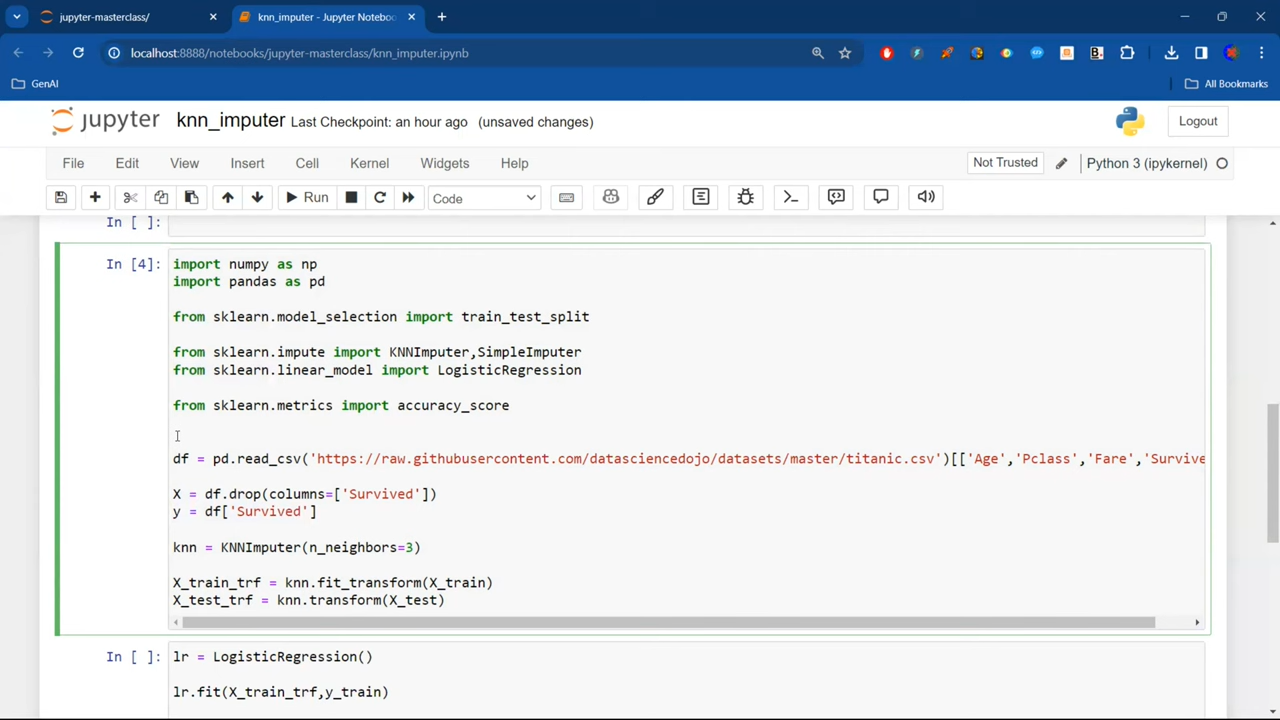 jupyter-masterclass/
knn_imputer - Jupyter Noteboo
localhost:8888/notebooks/jupyter-masterclass/knn_imputer.ipynb
GenAI
All Bookmarks
jupyter knn_imputer Last Checkpoint: an hour ago (unsaved changes)
Logout
File Edit View Insert Cell Kernel Widgets Help
Not Trusted
Python 3 (ipykernel)
Run
Code
In [ ]:
In [4]:
import numpy as np
import pandas as pd
from sklearn.model_selection import train_test_split
from sklearn.impute import KNNImputer,SimpleImputer
from sklearn.linear_model import LogisticRegression
from sklearn.metrics import accuracy_score
df = pd.read_csv('https://raw.githubusercontent.com/datasciencedojo/datasets/master/titanic.csv')[['Age','Pclass','Fare','Survive
X = df.drop(columns=['Survived'])
y = df['Survived']
knn = KNNImputer(n_neighbors=3)
X_train_trf = knn.fit_transform(X_train)
X_test_trf = knn.transform(X_test)
In [ ]:
lr = LogisticRegression()
lr.fit(X_train_trf,y_train)